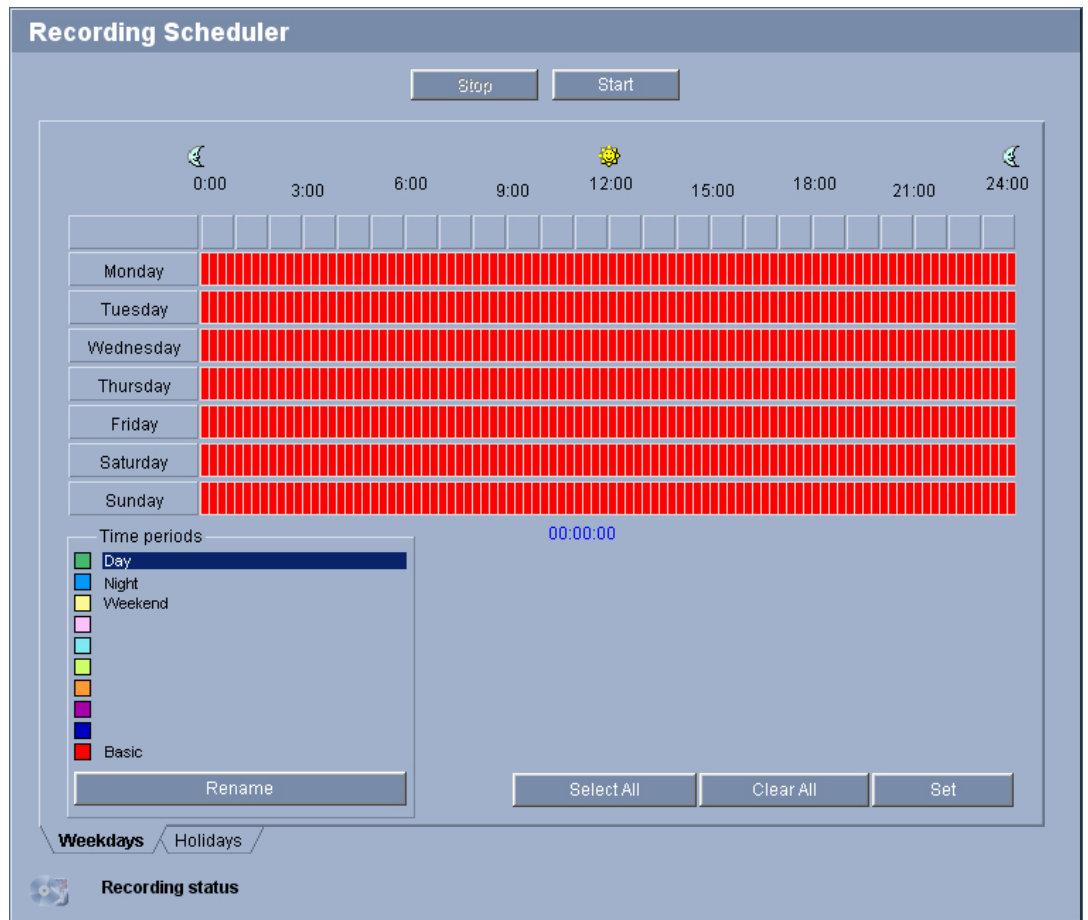 Recording Scheduler
Stop Start
0:00 3:00 6:00 9:00 12:00 15:00 18:00 21:00 24:00
Monday
Tuesday
Wednesday
Thursday
Friday
Saturday
Sunday
Time periods
00:00:00
Day
Night
Weekend
Basic
Rename
Select All Clear All Set
Weekdays Holidays
Recording status